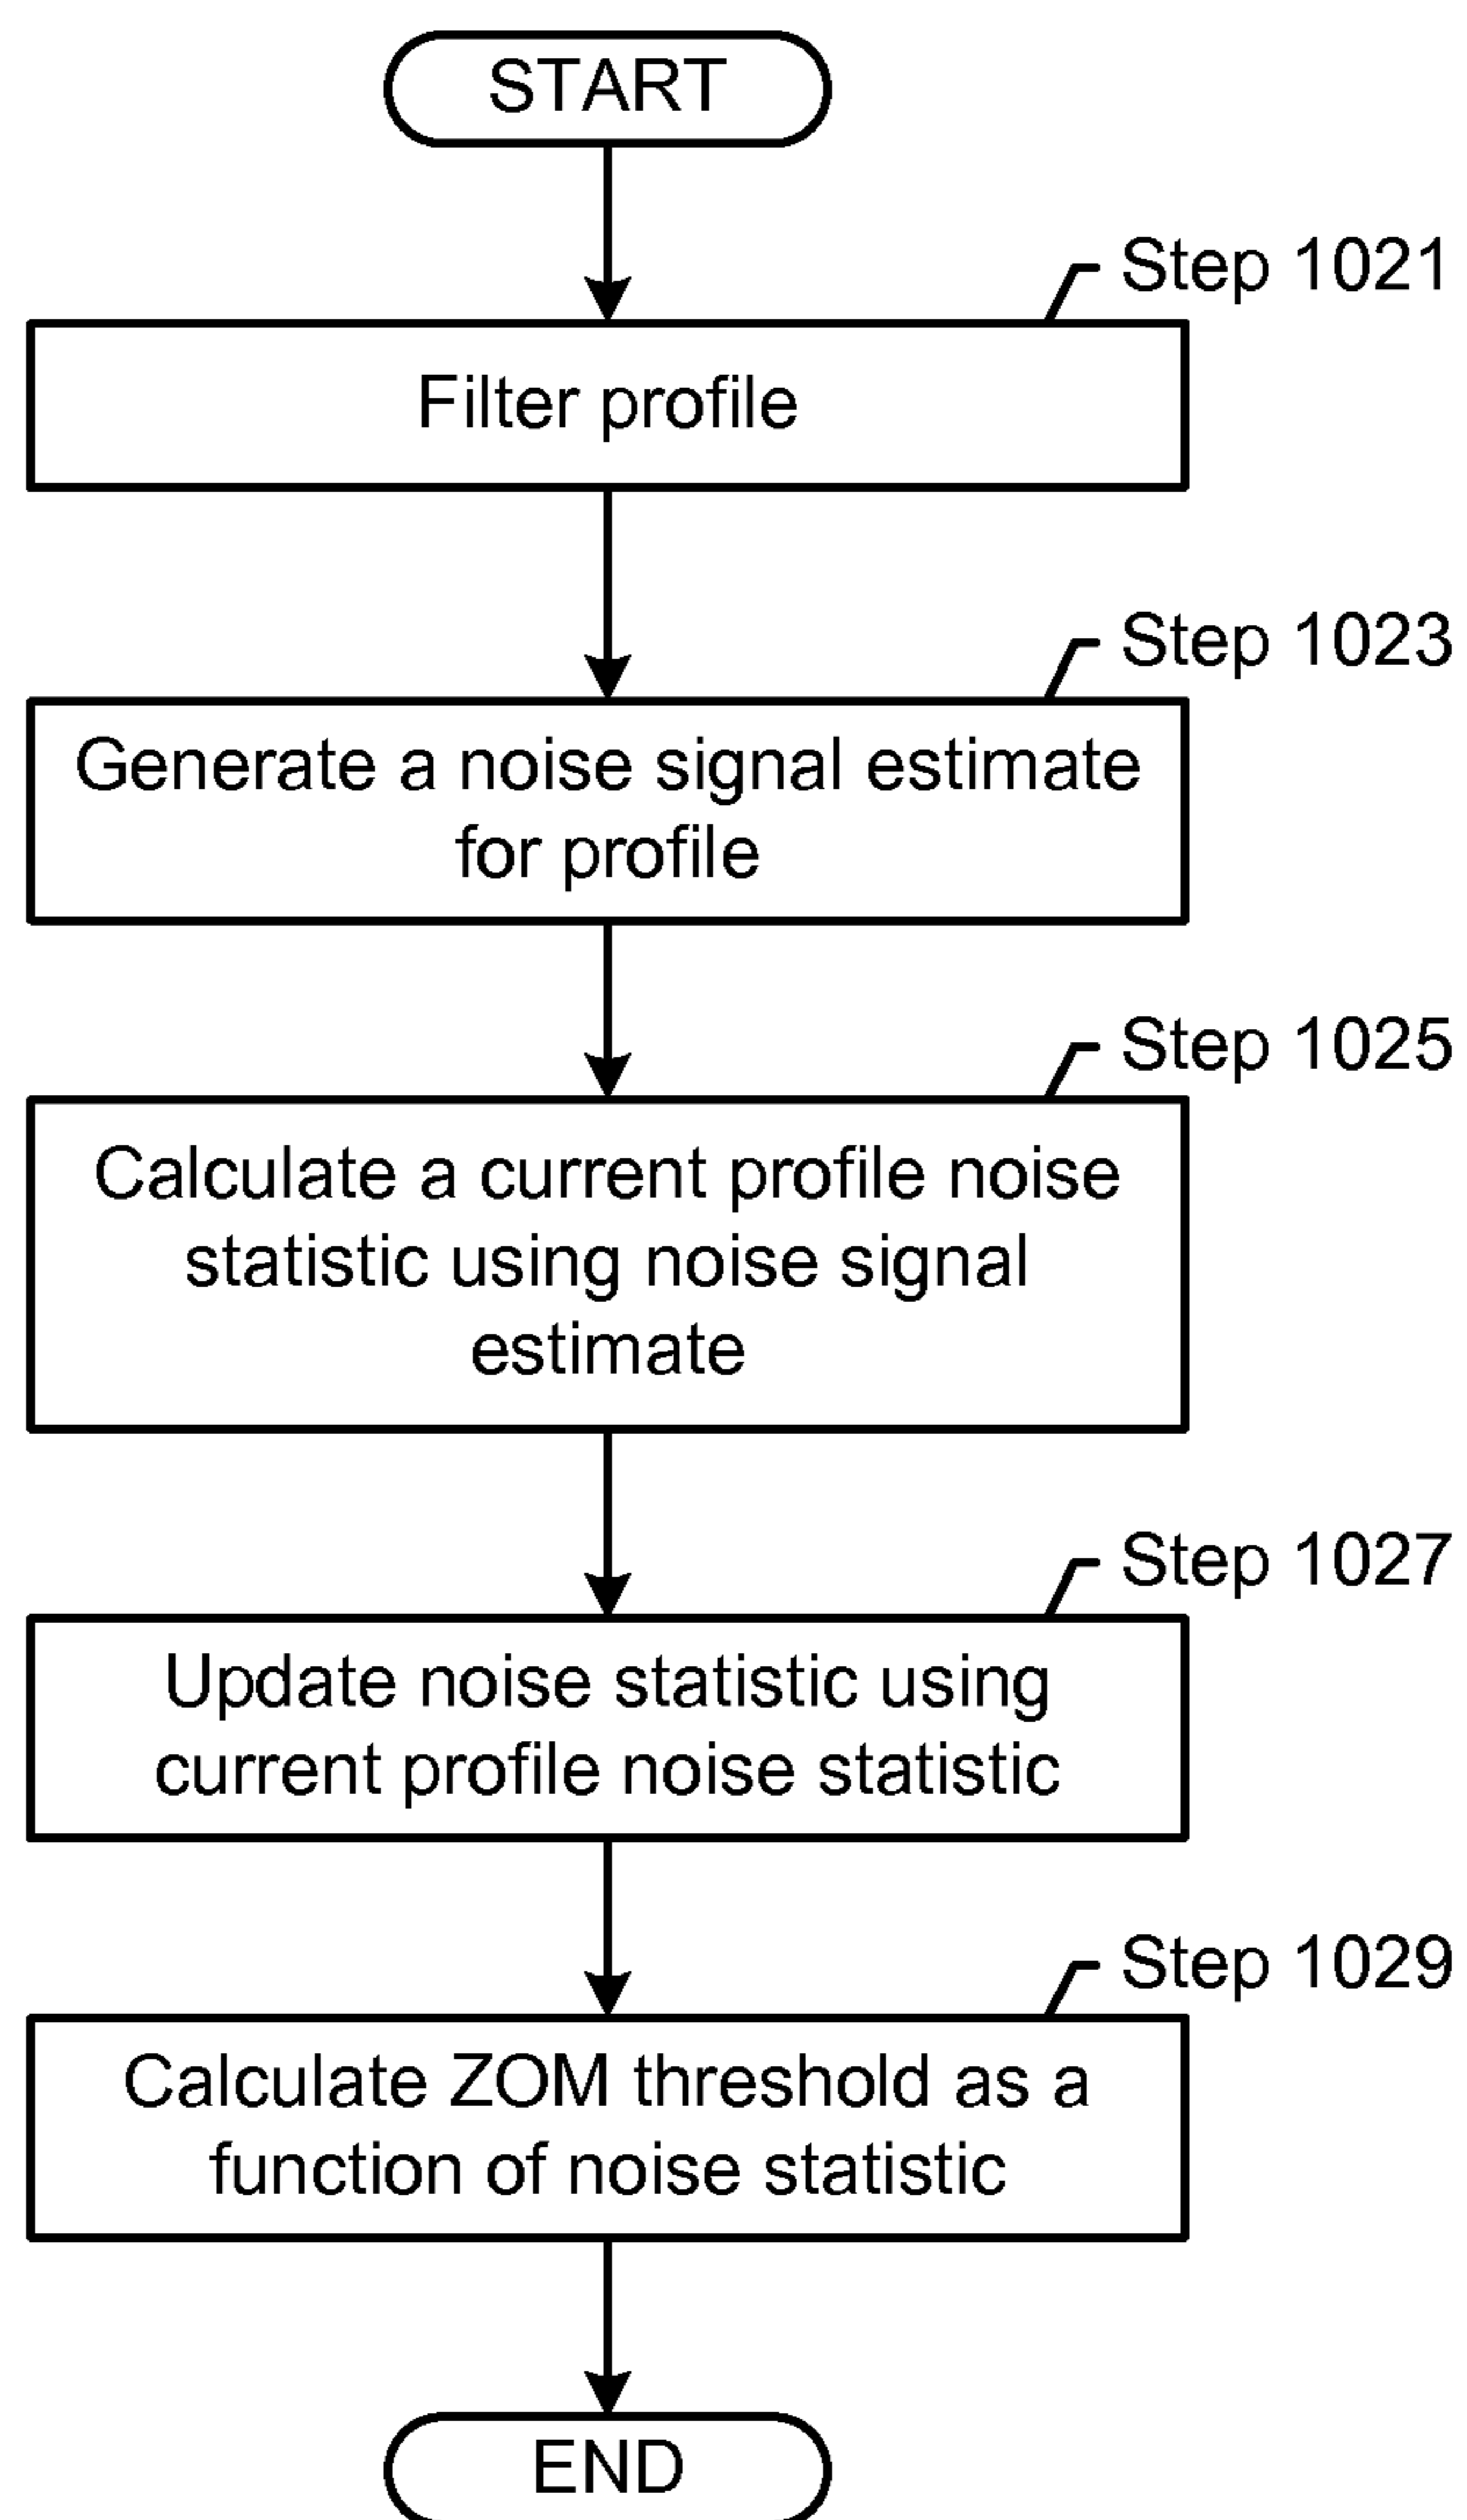 START
Step 1021
Filter profile
Step 1023
Generate a noise signal estimate
for profile
Step 1025
Calculate a current profile noise
statistic using noise signal
estimate
Step 1027
Update noise statistic using
current profile noise statistic
Step 1029
Calculate ZOM threshold as a
function of noise statistic
END